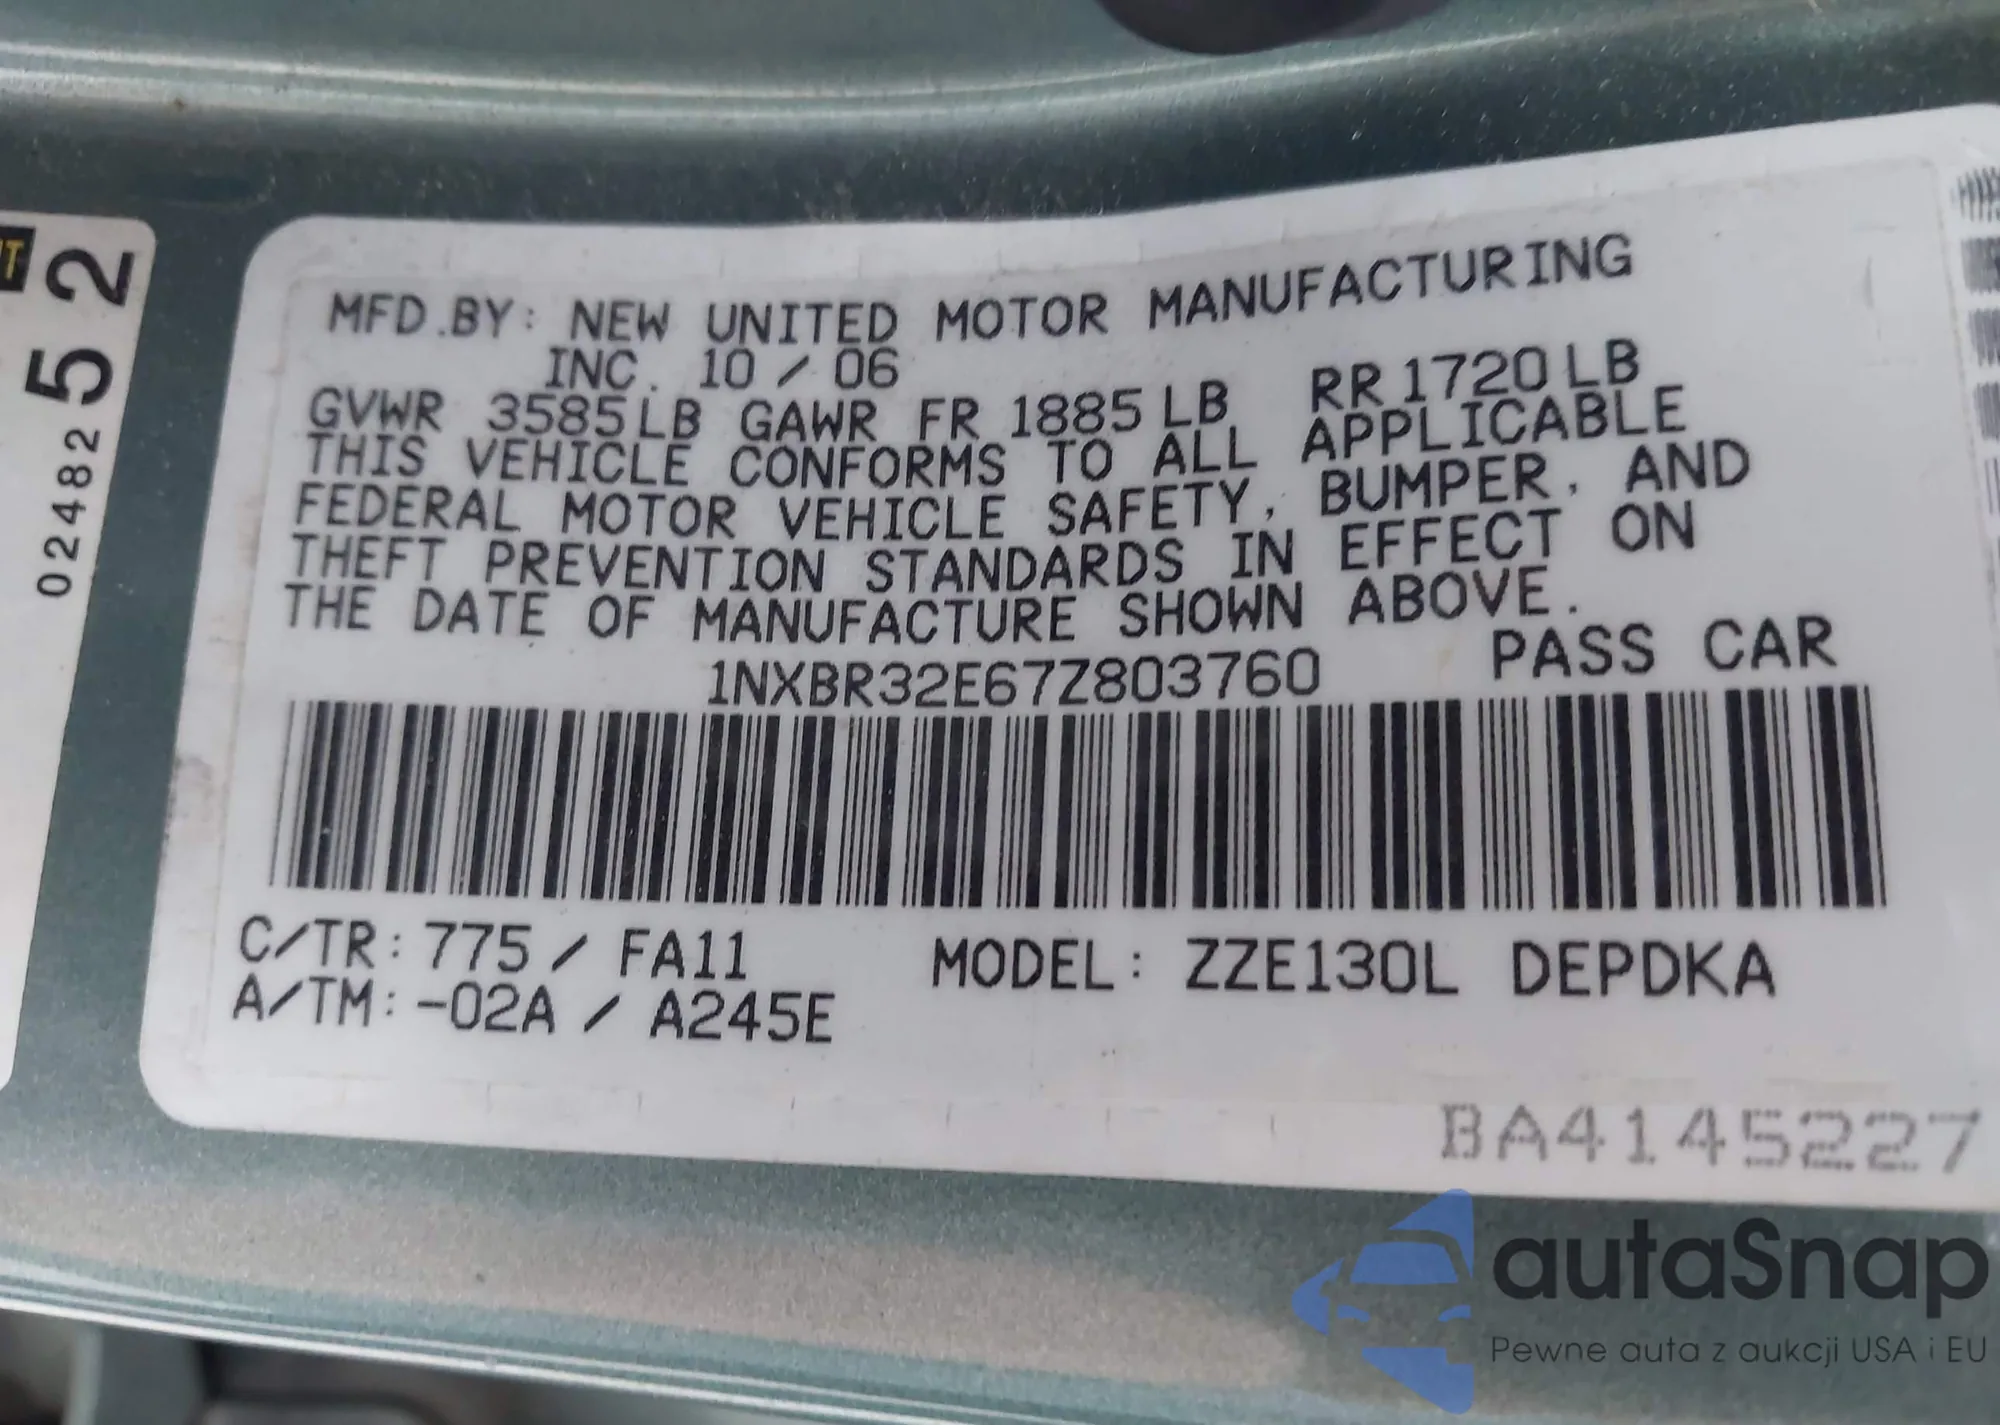 MFD.BY: NEW UNITED MOTOR MANUFACTURING
INC. 10 / 06
GVWR 3585LB GAWR FR 1885LB RR 1720LB
THIS VEHICLE CONFORMS TO ALL APPLICABLE
FEDERAL MOTOR VEHICLE SAFETY, BUMPER, AND
THEFT PREVENTION STANDARDS IN EFFECT ON
THE DATE OF MANUFACTURE SHOWN ABOVE.
1NXBR32E67Z803760 PASS CAR
C/TR: 775 / FA11 MODEL: ZZE130L DEPDKA
A/TM: -02A / A245E
BA4145227
02482 52
autaSnap
Pewne auta z aukcji USA i EU